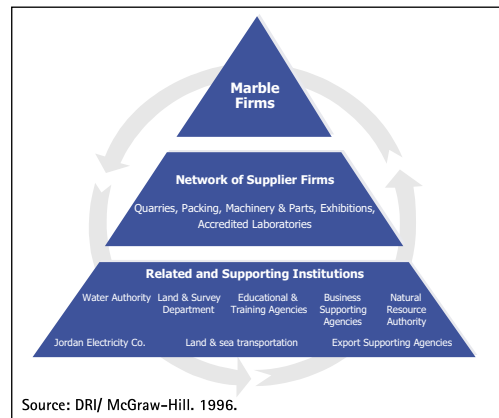 Marble
Firms
Network of Supplier Firms
Quarries, Packing, Machinery & Parts, Exhibitions,
Accredited Laboratories
Related and Supporting Institutions
Water Authority
Land & Survey
Department
Educational &
Training Agencies
Business
Supporting
Agencies
Natural
Resource
Authority
Jordan Electricity Co.
Land & sea transportation
Export Supporting Agencies
Source: DRI/ McGraw-Hill. 1996.